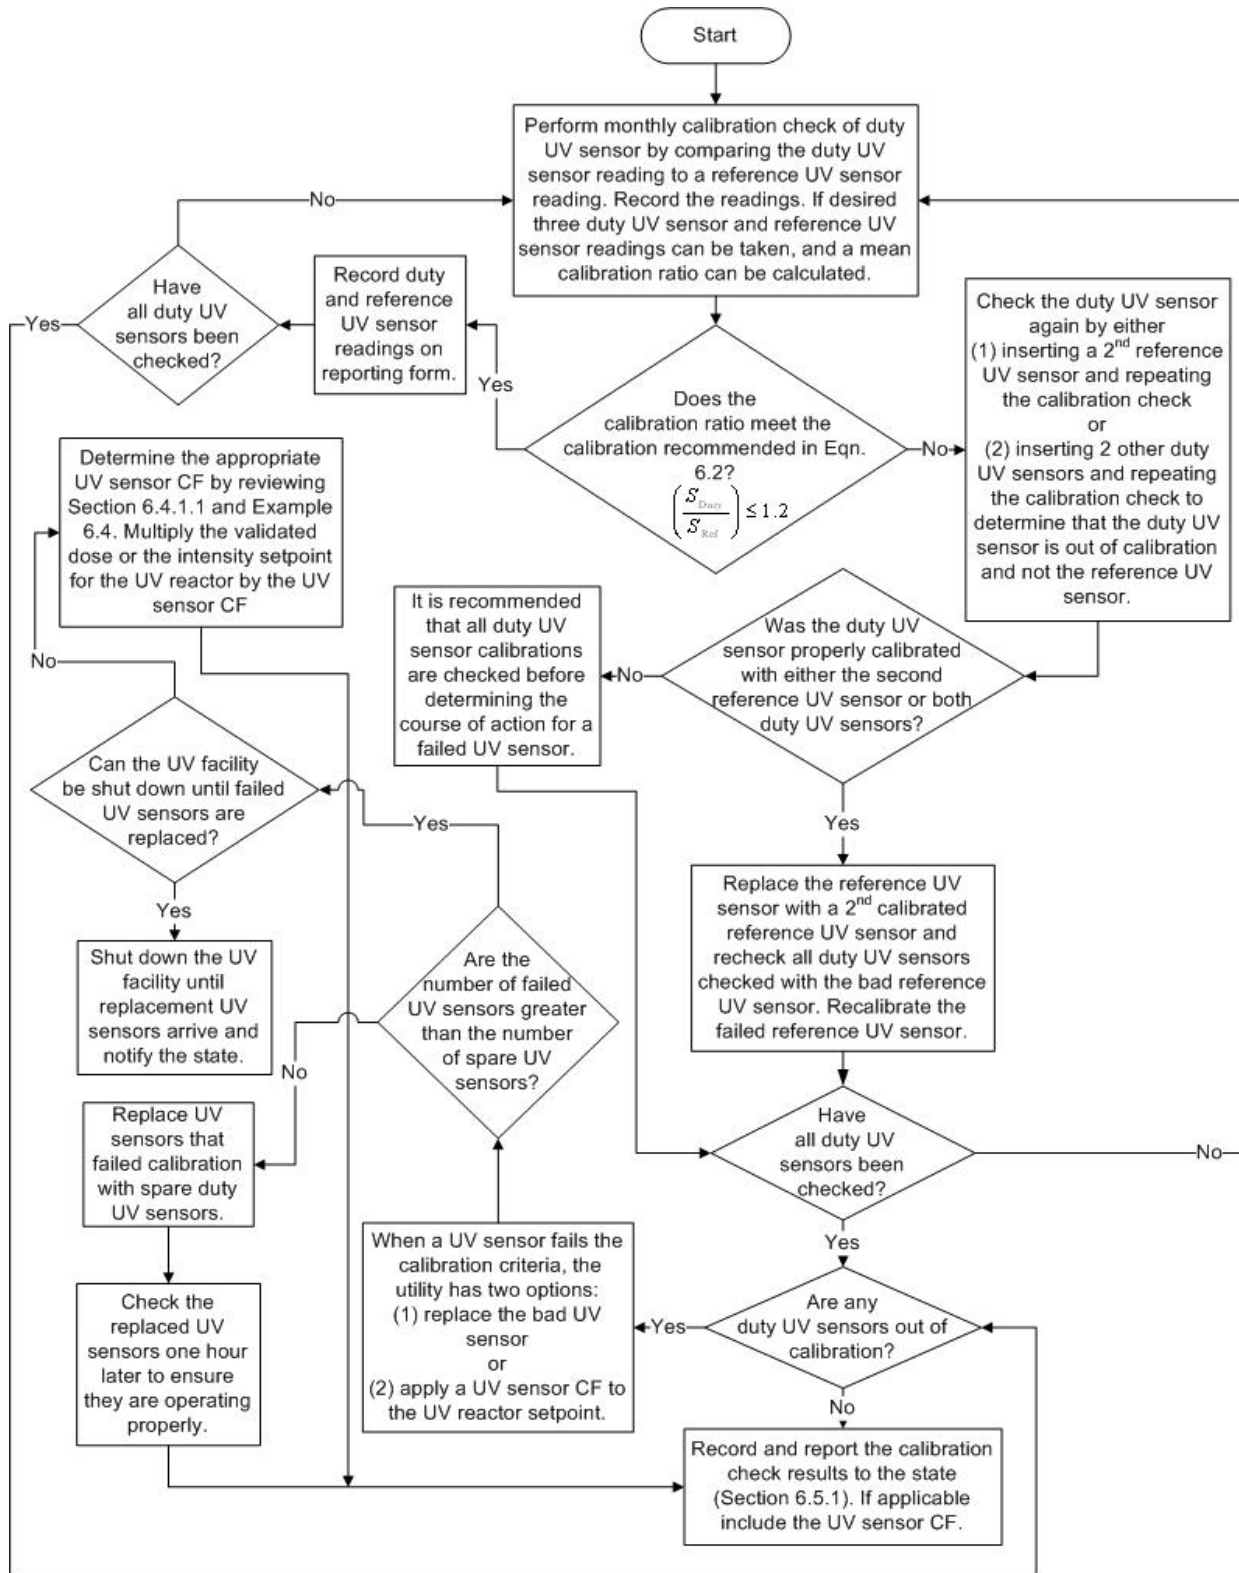 Start
Perform monthly calibration check of duty
UV sensor by comparing the duty UV
sensor reading to a reference UV sensor
reading. Record the readings. If desired
three duty UV sensor and reference UV
sensor readings can be taken, and a mean
calibration ratio can be calculated.
No
Have
all duty UV
sensors been
checked?
Yes
Record duty
and reference
UV sensor
readings on
reporting form.
Yes
Does the
calibration ratio meet the
calibration recommended in Eqn.
6.2?
(S_Duty / S_Ref) ≤ 1.2
No
Check the duty UV sensor
again by either
(1) inserting a 2nd reference
UV sensor and repeating
the calibration check
or
(2) inserting 2 other duty
UV sensors and repeating
the calibration check to
determine that the duty UV
sensor is out of calibration
and not the reference UV
sensor.
Determine the appropriate
UV sensor CF by reviewing
Section 6.4.1.1 and Example
6.4. Multiply the validated
dose or the intensity setpoint
for the UV reactor by the UV
sensor CF
It is recommended
that all duty UV
sensor calibrations
are checked before
determining the
course of action for a
failed UV sensor.
No
Was the duty UV
sensor properly calibrated
with either the second
reference UV sensor or both
duty UV sensors?
No
Can the UV facility
be shut down until failed
UV sensors are
replaced?
Yes
Yes
Yes
Shut down the UV
facility until
replacement UV
sensors arrive and
notify the state.
Are the
number of failed
UV sensors greater
than the number
of spare UV
sensors?
Replace the reference UV
sensor with a 2nd calibrated
reference UV sensor and
recheck all duty UV sensors
checked with the bad reference
UV sensor. Recalibrate the
failed reference UV sensor.
No
Replace UV
sensors that
failed calibration
with spare duty
UV sensors.
Have
all duty UV
sensors been
checked?
No
Yes
Check the
replaced UV
sensors one hour
later to ensure
they are operating
properly.
When a UV sensor fails the
calibration criteria, the
utility has two options:
(1) replace the bad UV
sensor
or
(2) apply a UV sensor CF to
the UV reactor setpoint.
Yes
Are any
duty UV sensors out of
calibration?
No
Record and report the calibration
check results to the state
(Section 6.5.1). If applicable
include the UV sensor CF.